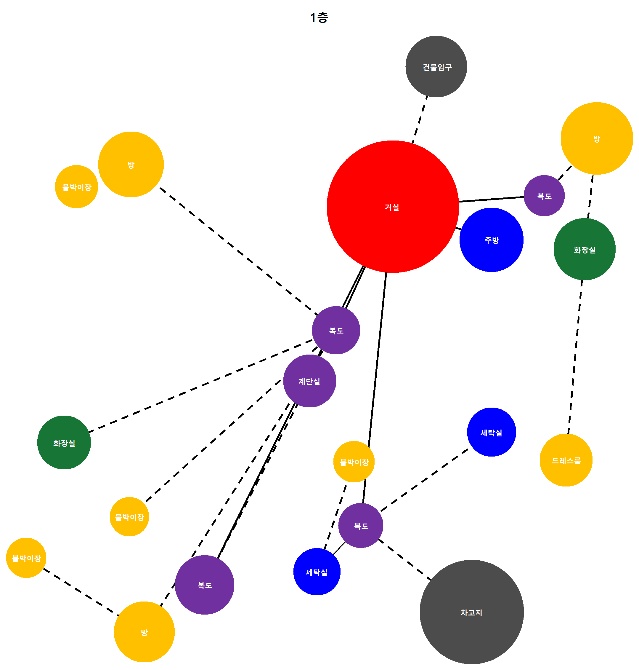 1층
건물입구
방
방
붙박이장
복도
거실
주방
화장실
복도
계단실
세탁실
화장실
붙박이장
드레스룸
붙박이장
복도
붙박이장
세탁실
복도
차고지
방